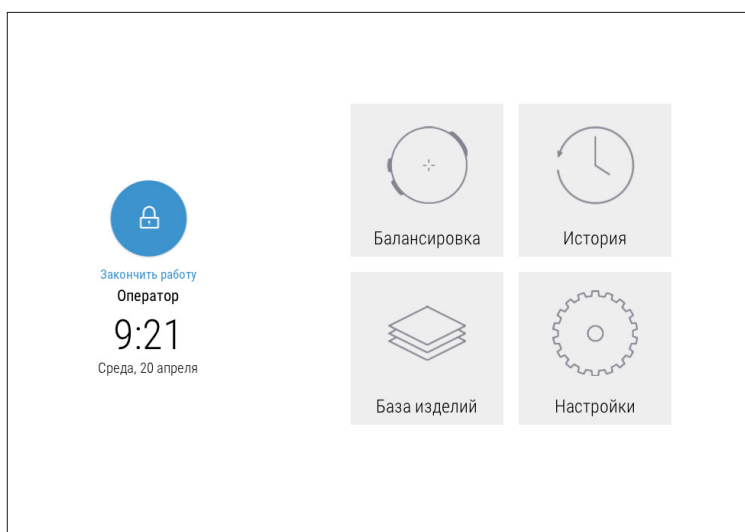 Закончить работу
Оператор
9:21
Среда, 20 апреля
Балансировка
История
База изделий
Настройки